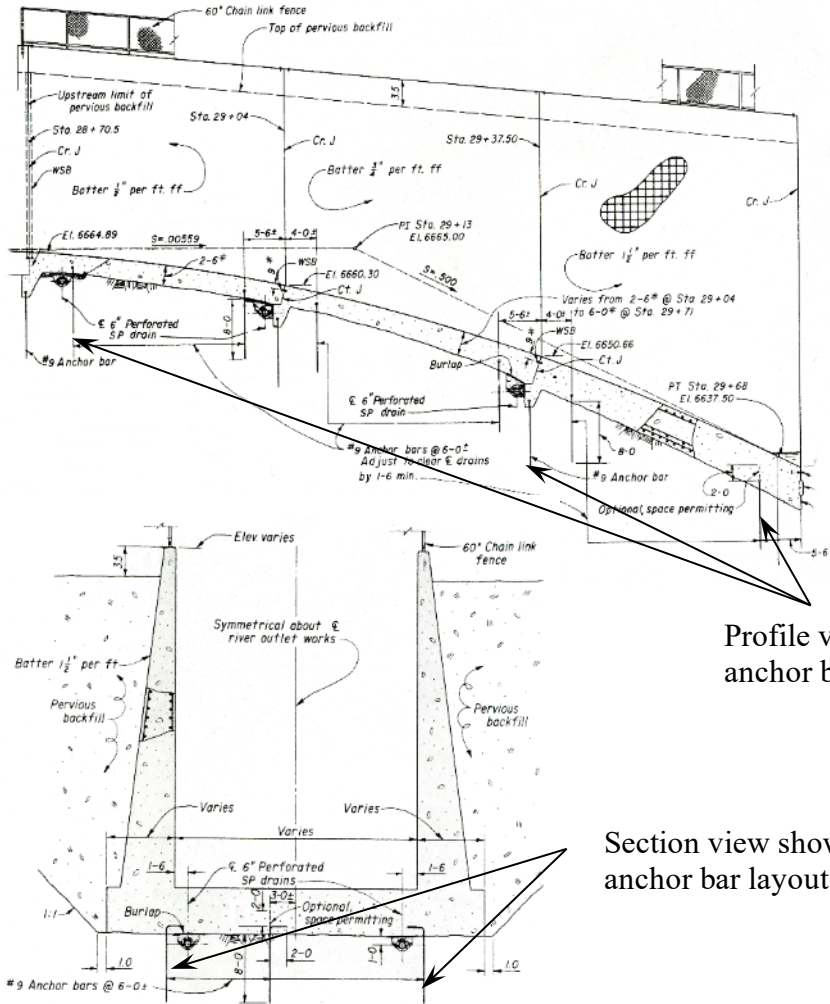 60" Chain link fence
Top of pervious backfill
Upstream limit of
pervious backfill
3.5
Sta. 28+70.5
Sta. 29+04
Sta. 29+37.50
Cr. J
Cr. J
WSB
Batter 1/2" per ft. ff
Batter 3/4" per ft. ff
Cr. J
Cr. J
El. 6664.89
S=.00359
5-6±
4-0±
PI Sta. 29+13
El. 6665.00
Batter 1 1/2" per ft. ff
S=.500
2-6*
9*
WSB
El. 6660.30
Ct. J
Varies from 2-6* @ Sta 29+04
to 6-0* @ Sta. 29+71
5-6±
4-0±
8-0
℄ 6" Perforated
SP drain
9*
WSB
El. 6650.66
Ct. J
Burlap
#9 Anchor bar
PT Sta. 29+68
El. 6637.50
℄ 6" Perforated
SP drain
#9 Anchor bars @ 6-0±
Adjust to clear ℄ drains
by 1-6 min.
8-0
#9 Anchor bar
2-0
Optional, space permitting
5-6
Elev. varies
60" Chain link
fence
3.5
Symmetrical about ℄
river outlet works
Batter 1 1/2" per ft
Pervious
backfill
Pervious
backfill
Profile v
anchor b
Varies
Varies
Varies
1-6
℄ 6" Perforated
SP drains
1-6
Section view show
anchor bar layout
3-0±
2-0
Burlap
Optional,
space permitting
1:1
1.0
8-0
2-0
1-0
1.0
#9 Anchor bars @ 6-0±